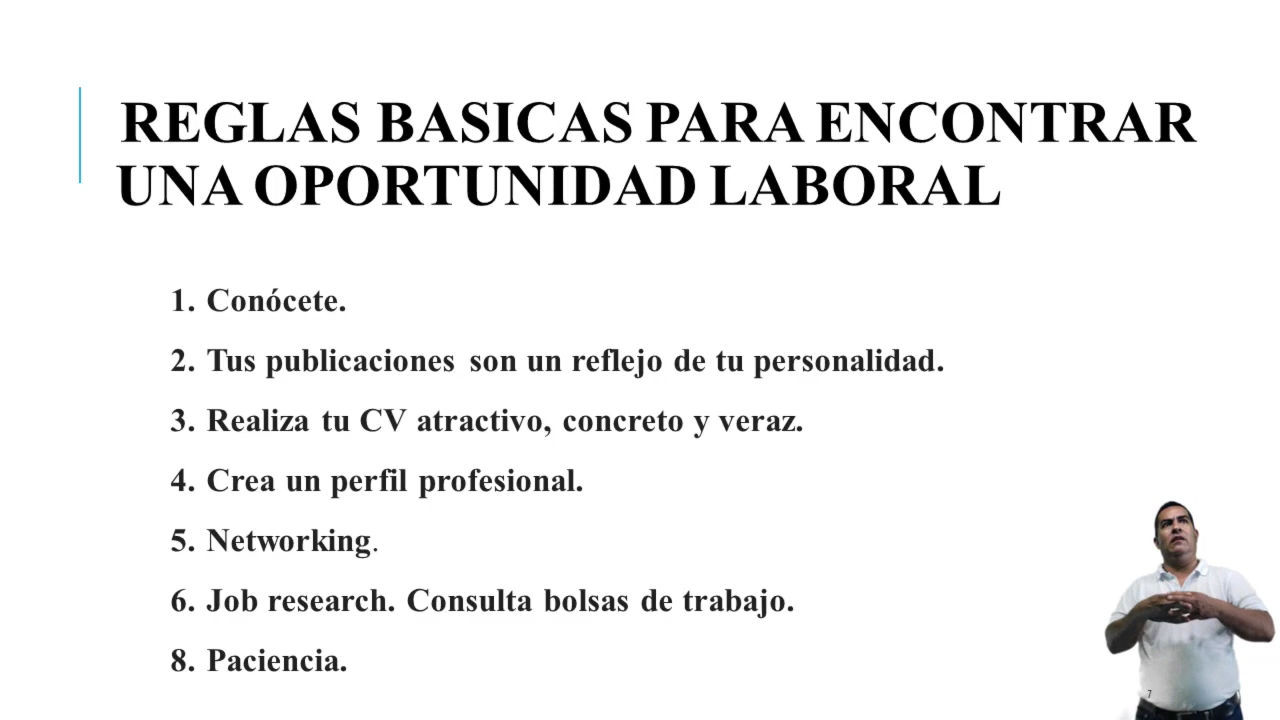 REGLAS BASICAS PARA ENCONTRAR
UNA OPORTUNIDAD LABORAL
1. Conócete.
2. Tus publicaciones son un reflejo de tu personalidad.
3. Realiza tu CV atractivo, concreto y veraz.
4. Crea un perfil profesional.
5. Networking.
6. Job research. Consulta bolsas de trabajo.
8. Paciencia.
7